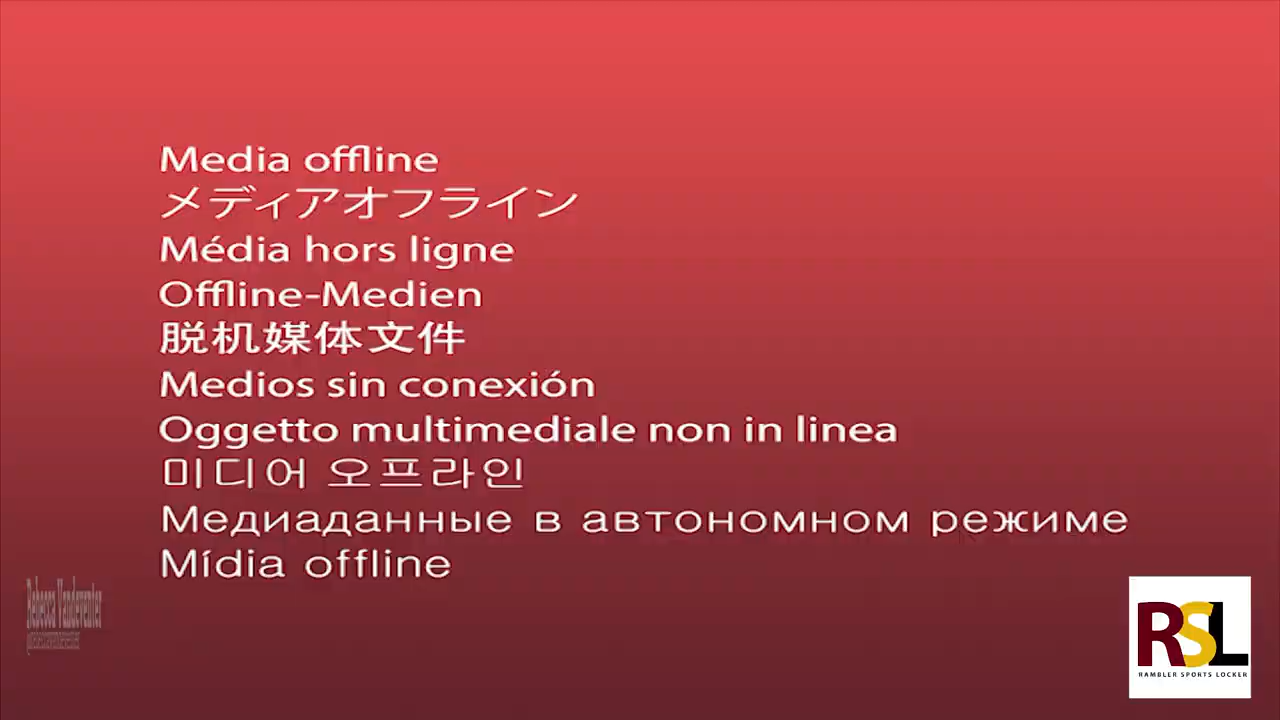 Media offline
メディアオフライン
Média hors ligne
Offline-Medien
脱机媒体文件
Medios sin conexión
Oggetto multimediale non in linea
미디어 오프라인
Медиаданные в автономном режиме
Mídia offline
Rebecca Vandeventer
RSL
RAMBLER SPORTS LOCKER